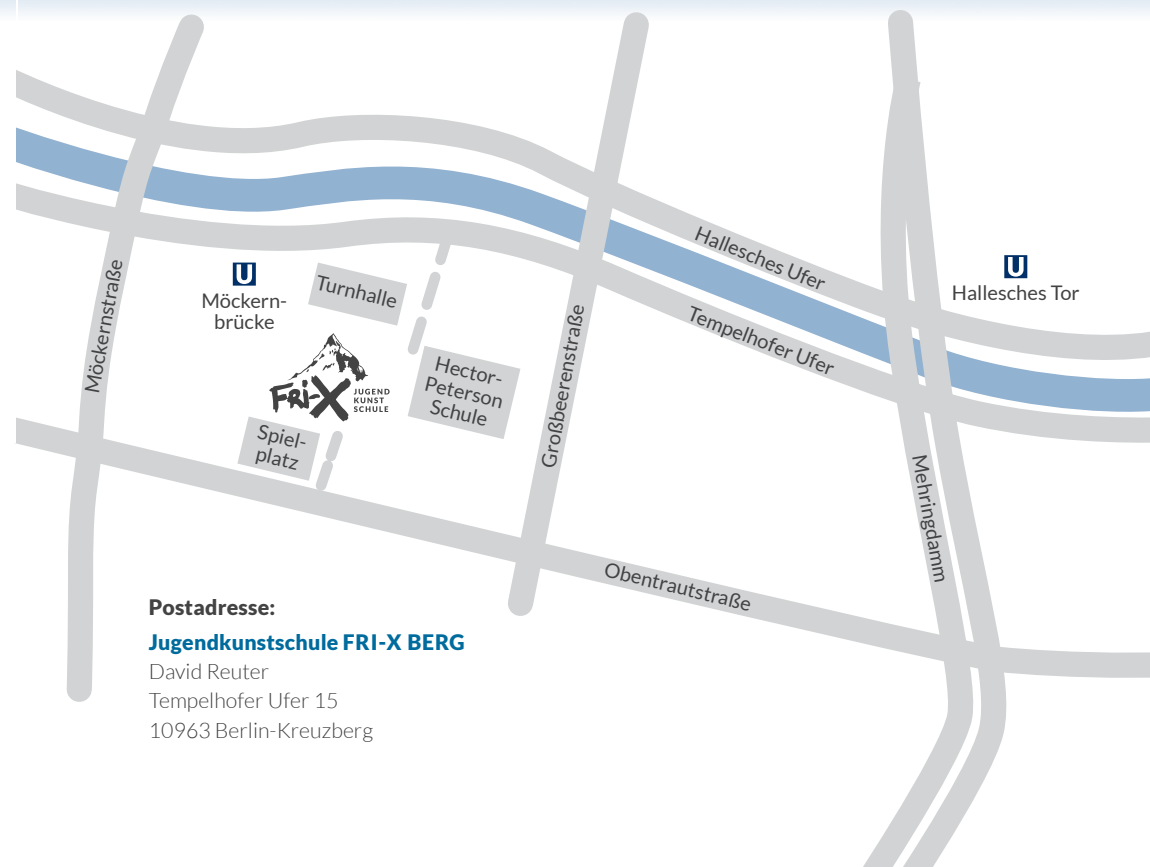 Hallesches Ufer
U
Hallesches Tor
U
Möckern-
brücke
Möckernstraße
Turnhalle
Tempelhofer Ufer
Großbeerenstraße
FRi-X
JUGEND
KUNST
SCHULE
Hector-
Peterson
Schule
Spiel-
platz
Mehringdamm
Obentrautstraße
Postadresse:
Jugendkunstschule FRI-X BERG
David Reuter
Tempelhofer Ufer 15
10963 Berlin-Kreuzberg